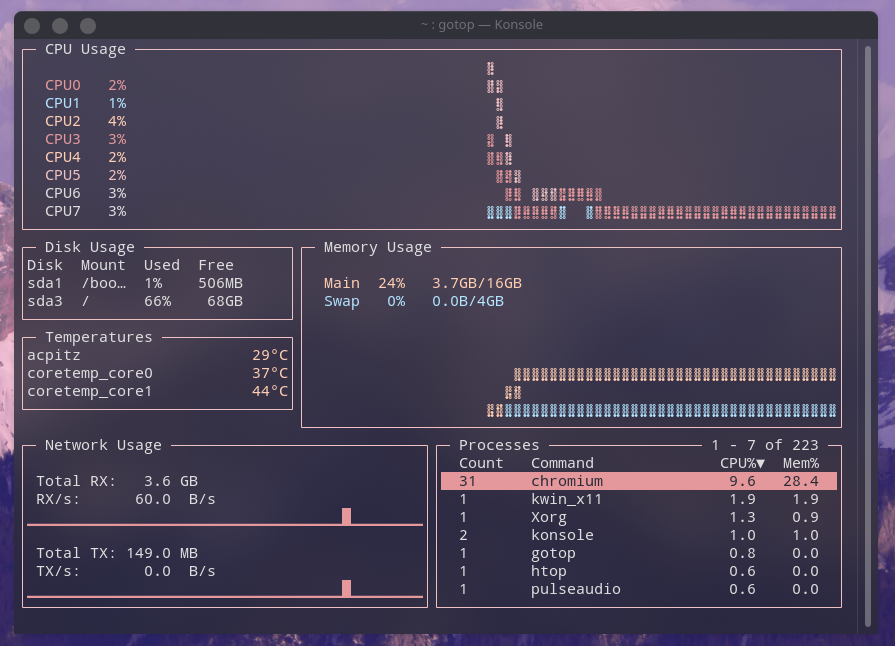 ~ : gotop — Konsole
CPU Usage
CPU0 2%
CPU1 1%
CPU2 4%
CPU3 3%
CPU4 2%
CPU5 2%
CPU6 3%
CPU7 3%
Disk Usage
Disk Mount Used Free
sda1 /boo… 1% 506MB
sda3 / 66% 68GB
Memory Usage
Main 24% 3.7GB/16GB
Swap 0% 0.0B/4GB
Temperatures
acpitz 29°C
coretemp_core0 37°C
coretemp_core1 44°C
Network Usage
Total RX: 3.6 GB
RX/s: 60.0 B/s
Total TX: 149.0 MB
TX/s: 0.0 B/s
Processes 1 - 7 of 223
Count Command CPU%▼ Mem%
31 chromium 9.6 28.4
1 kwin_x11 1.9 1.9
1 Xorg 1.3 0.9
2 konsole 1.0 1.0
1 gotop 0.8 0.0
1 htop 0.6 0.0
1 pulseaudio 0.6 0.0